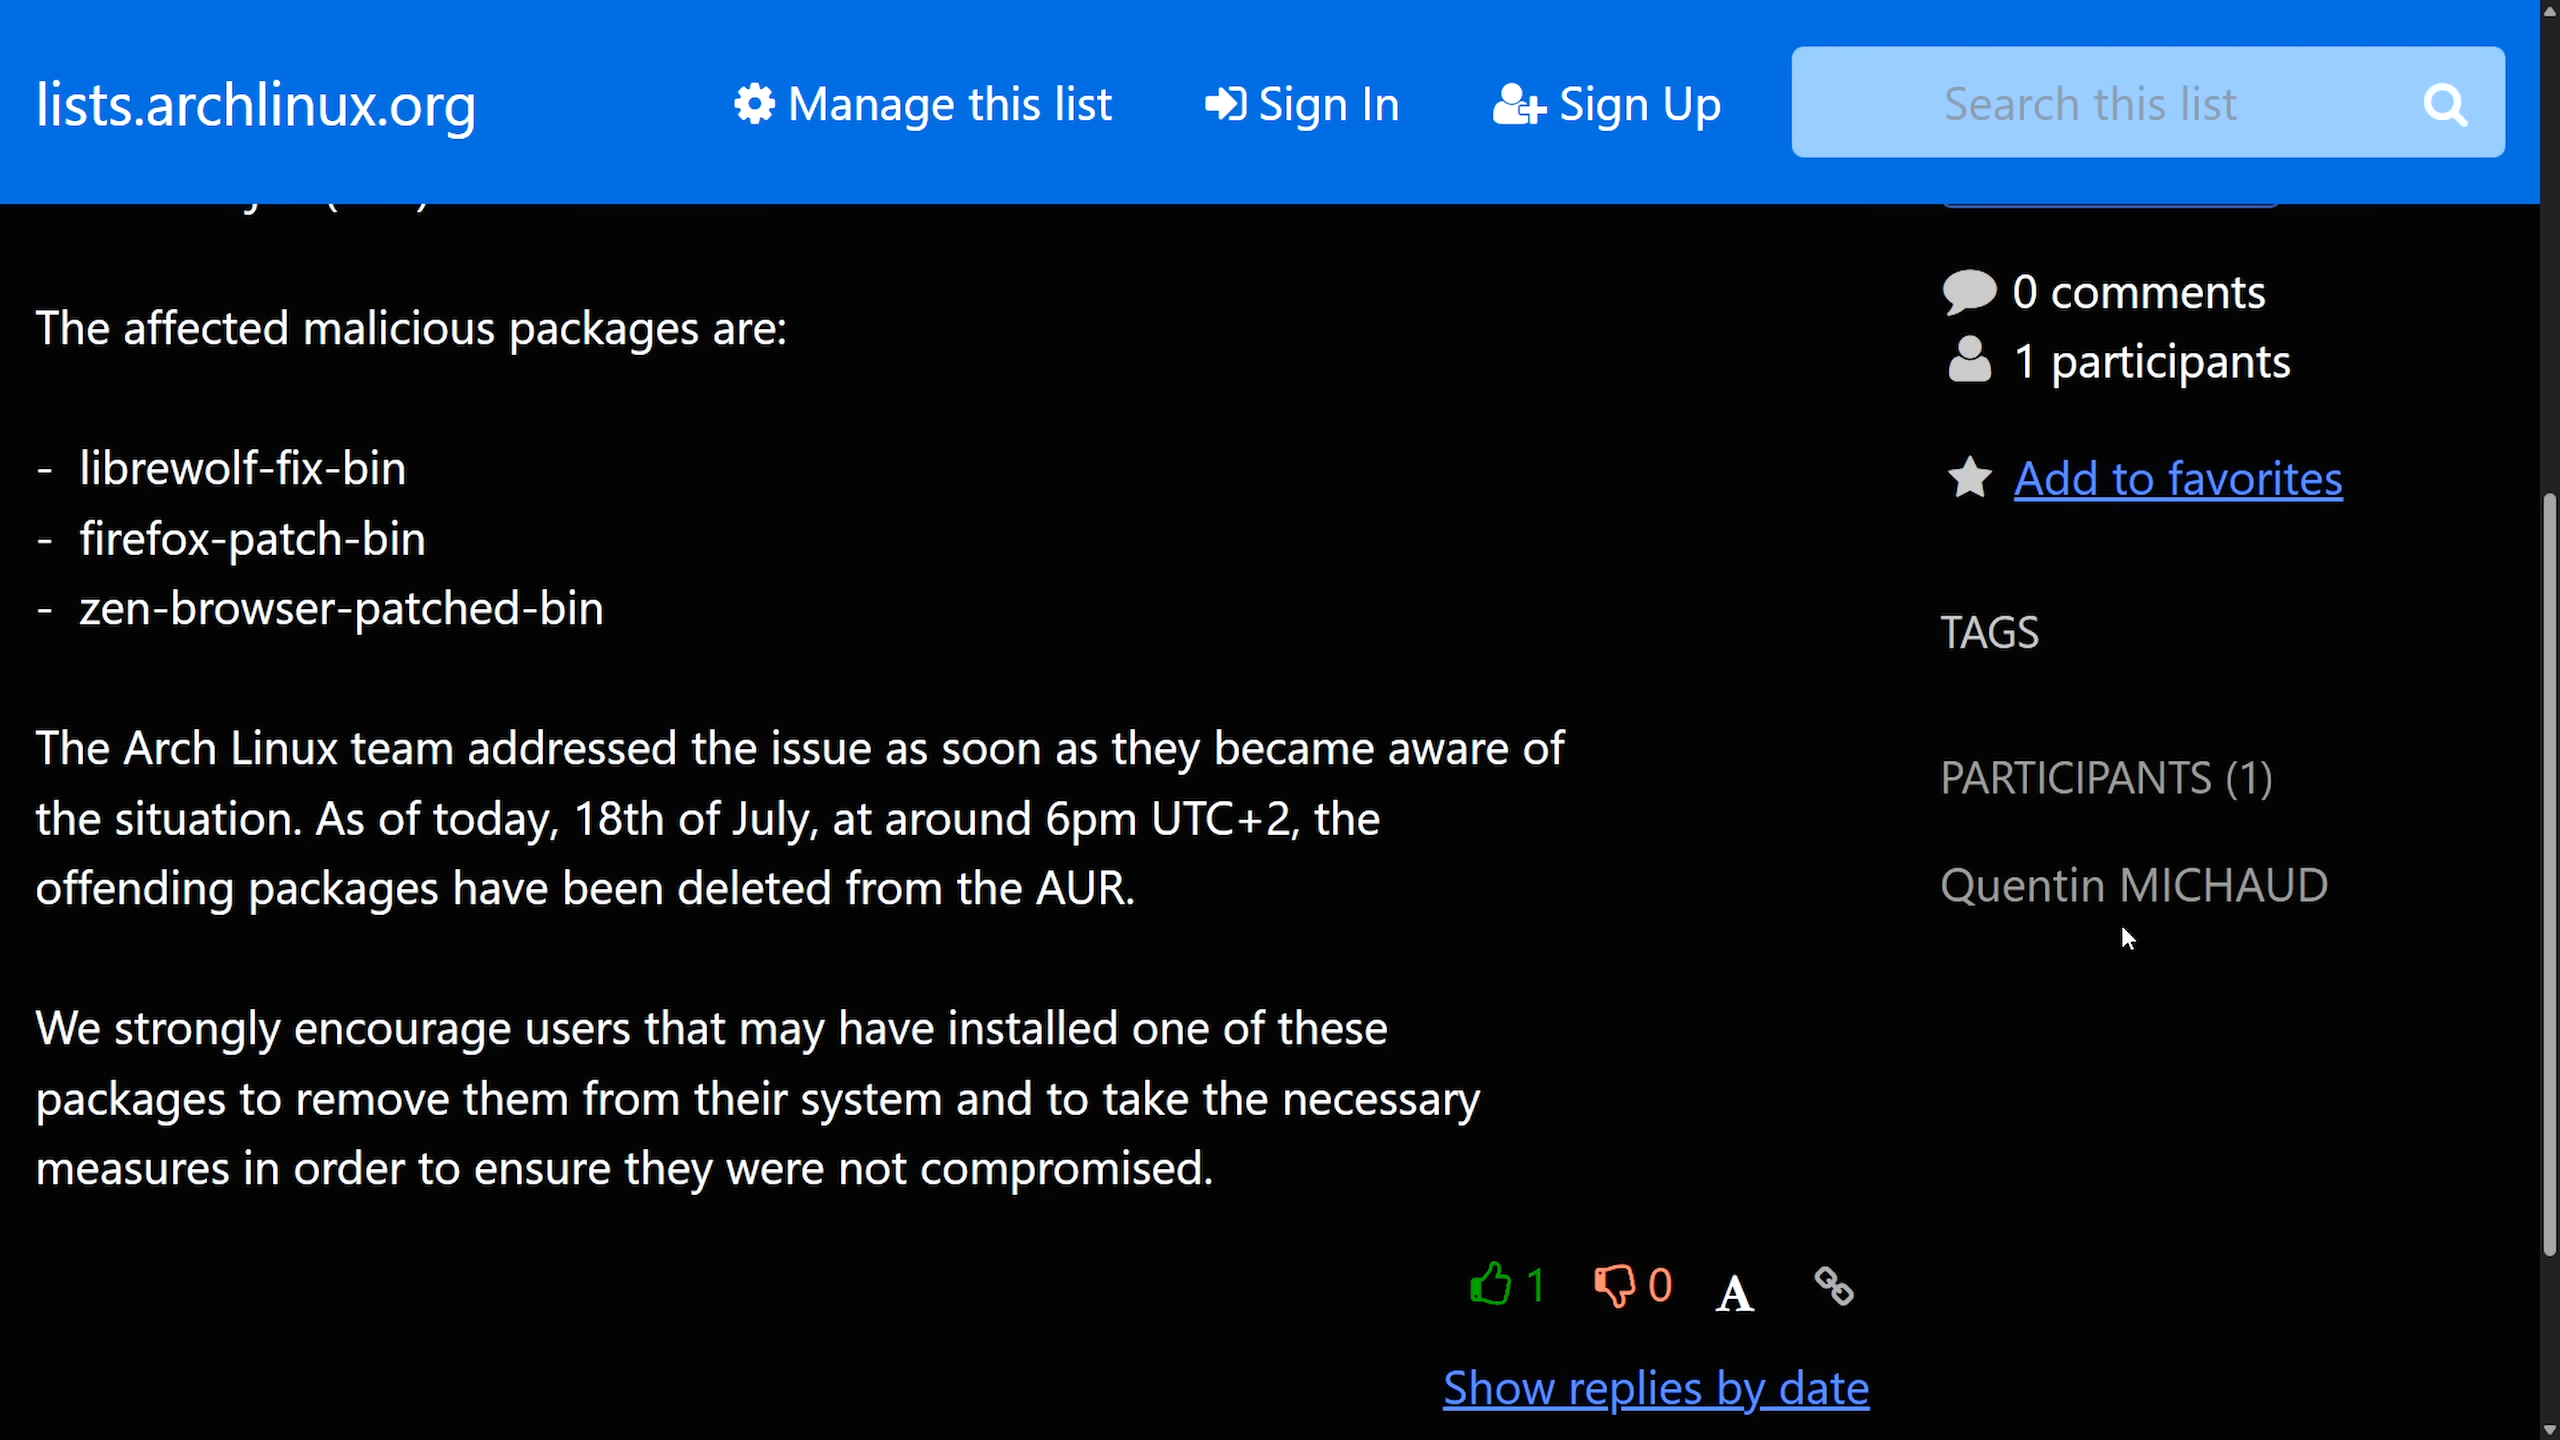 lists.archlinux.org
Manage this list
Sign In
Sign Up
Search this list
The affected malicious packages are:
- librewolf-fix-bin
- firefox-patch-bin
- zen-browser-patched-bin
The Arch Linux team addressed the issue as soon as they became aware of
the situation. As of today, 18th of July, at around 6pm UTC+2, the
offending packages have been deleted from the AUR.
We strongly encourage users that may have installed one of these
packages to remove them from their system and to take the necessary
measures in order to ensure they were not compromised.
1
0
A
Show replies by date
0 comments
1 participants
Add to favorites
TAGS
PARTICIPANTS (1)
Quentin MICHAUD